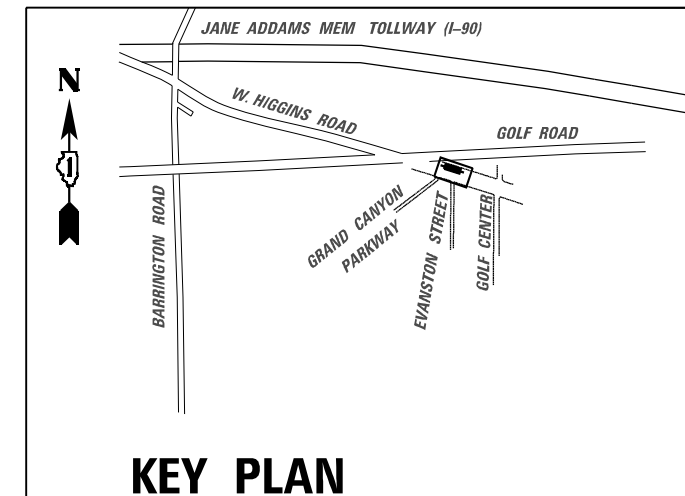 JANE ADDAMS MEM TOLLWAY (I-90)
N
W. HIGGINS ROAD
GOLF ROAD
1
BARRINGTON ROAD
GRAND CANYON
PARKWAY
EVANSTON STREET
GOLF CENTER
KEY PLAN